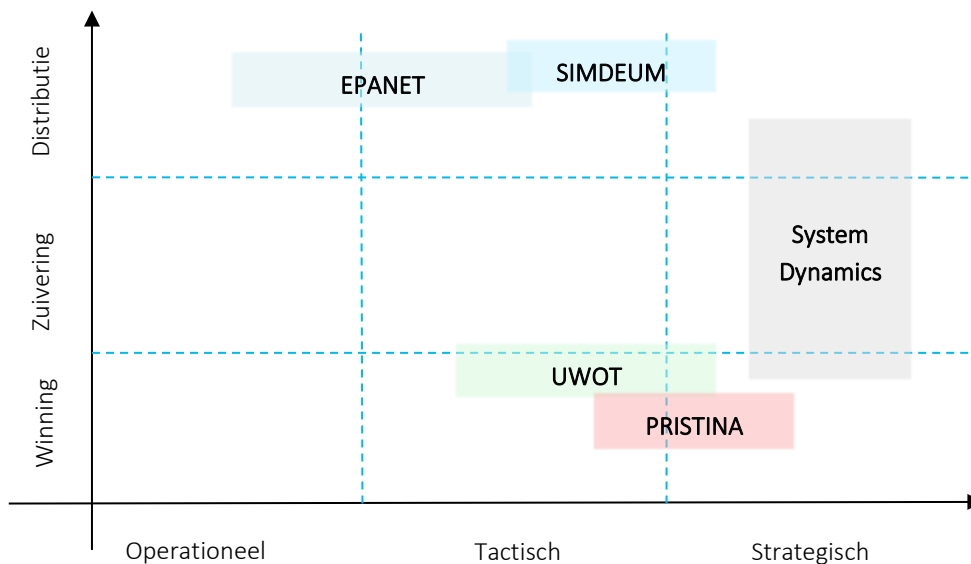 Distributie
EPANET
SIMDEUM
Zuivering
System
Dynamics
Winning
UWOT
PRISTINA
Operationeel
Tactisch
Strategisch